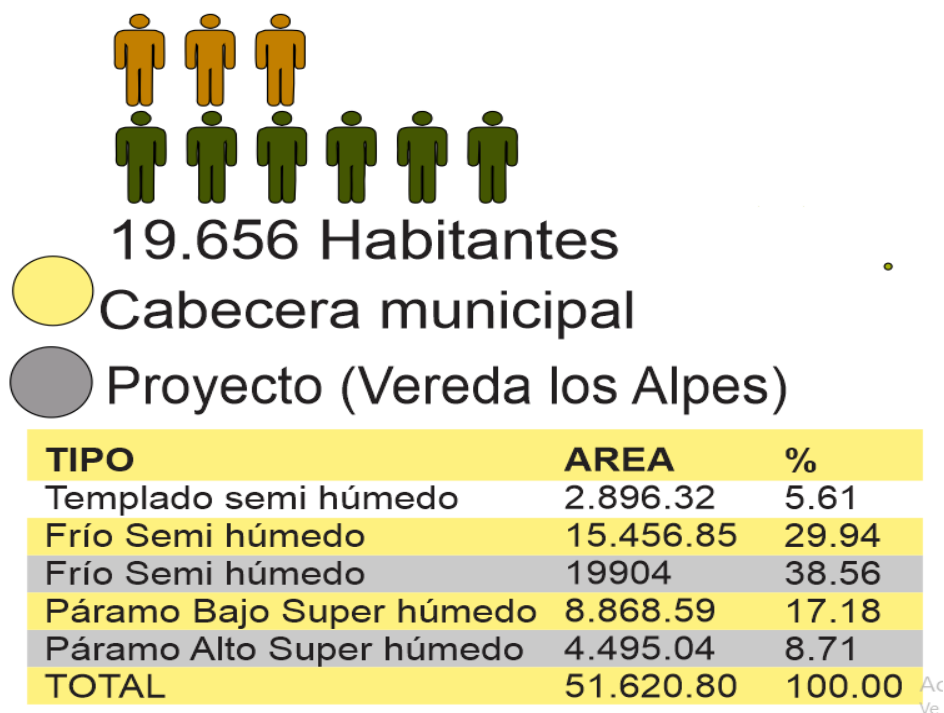 19.656 Habitantes
Cabecera municipal
Proyecto (Vereda los Alpes)
TIPO AREA %
Templado semi húmedo 2.896.32 5.61
Frío Semi húmedo 15.456.85 29.94
Frío Semi húmedo 19904 38.56
Páramo Bajo Super húmedo 8.868.59 17.18
Páramo Alto Super húmedo 4.495.04 8.71
TOTAL 51.620.80 100.00